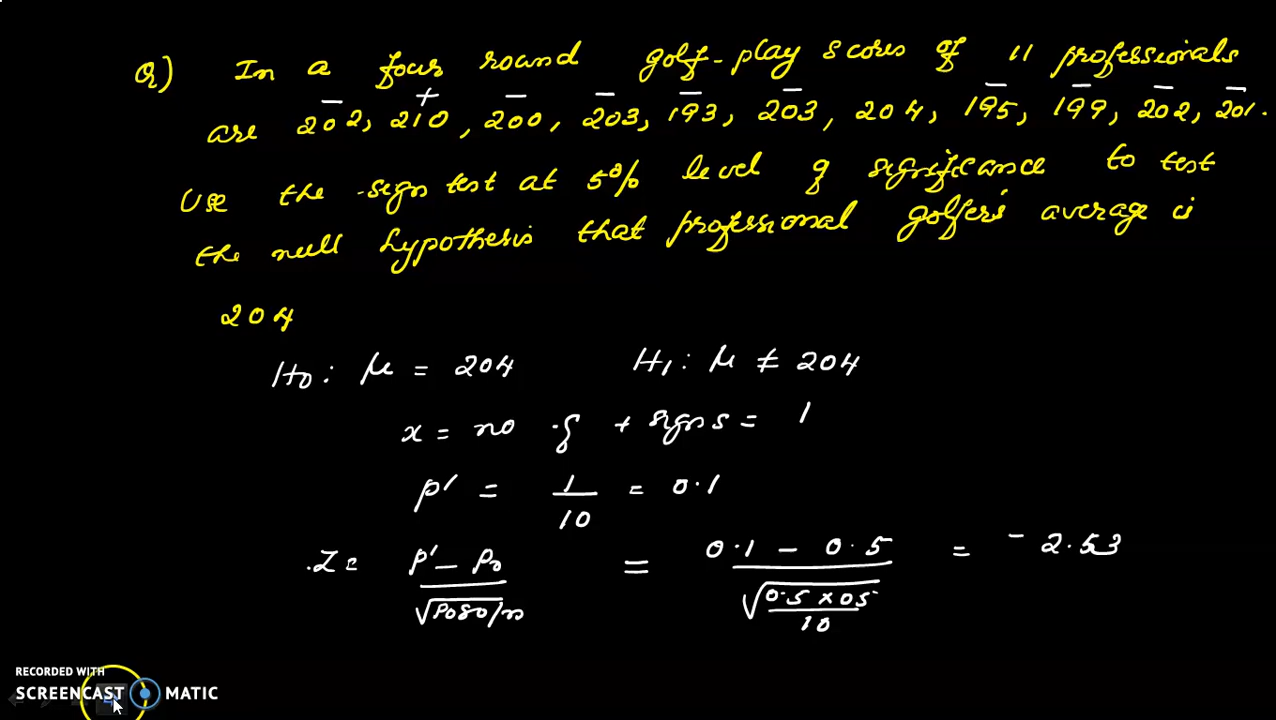 Q) In a four round golf-play scores of 11 professionals
− + − − − − − − − −
are 202, 210, 200, 203, 193, 203, 204, 195, 199, 202, 201.
Use the sign test at 5% level of significance to test
the null hypothesis that professional golfers' average is
204
H0: μ = 204 H1: μ ≠ 204
x = no. of + signs = 1
p' = 1/10 = 0.1
Z = p' − p0 / √p0q0/n = 0.1 − 0.5 / √0.5 × 05/10 = -2.53
RECORDED WITH
SCREENCAST MATIC